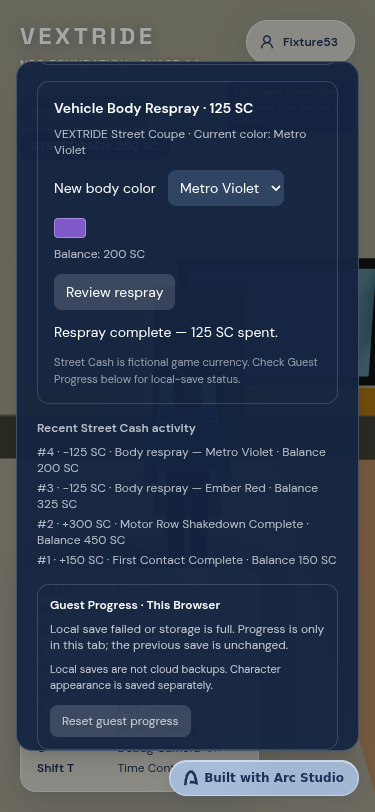 VEXTRIDE
Fixture53
Vehicle Body Respray · 125 SC
VEXTRIDE Street Coupe · Current color: Metro
Violet
New body color
Metro Violet
Balance: 200 SC
Review respray
Respray complete — 125 SC spent.
Street Cash is fictional game currency. Check Guest
Progress below for local-save status.
Recent Street Cash activity
#4 · −125 SC · Body respray — Metro Violet · Balance
200 SC
#3 · −125 SC · Body respray — Ember Red · Balance
325 SC
#2 · +300 SC · Motor Row Shakedown Complete ·
Balance 450 SC
#1 · +150 SC · First Contact Complete · Balance 150 SC
Guest Progress · This Browser
Local save failed or storage is full. Progress is only
in this tab; the previous save is unchanged.
Local saves are not cloud backups. Character
appearance is saved separately.
Reset guest progress
Shift T
Time Con
Built with Arc Studio